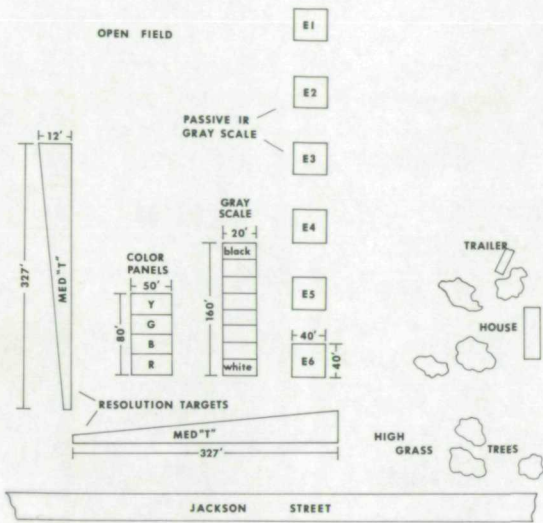 OPEN FIELD
E1
E2
PASSIVE IR
GRAY SCALE
E3
12'
327'
MED "T"
GRAY
SCALE
20'
black
160'
white
E4
COLOR
PANELS
50'
80'
Y
G
B
R
E5
40'
E6
40'
TRAILER
HOUSE
RESOLUTION TARGETS
MED "T"
327'
HIGH
GRASS
TREES
JACKSON STREET